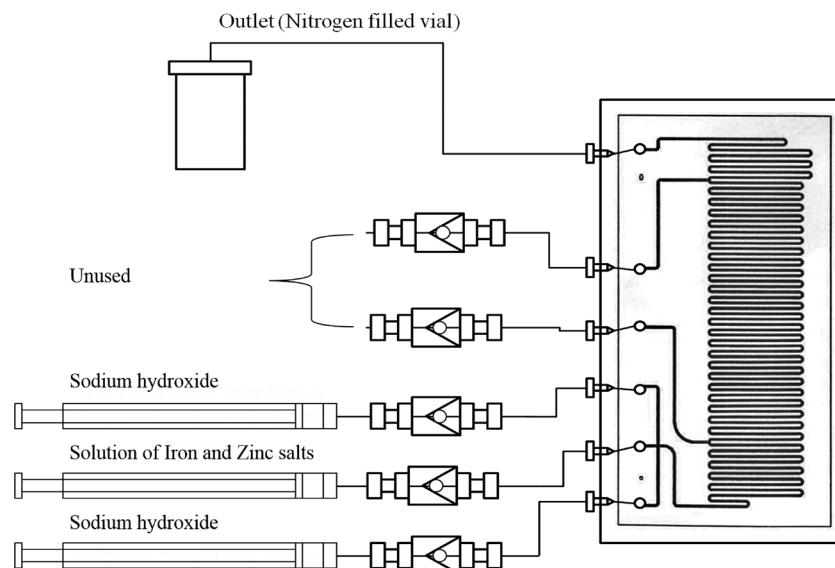 Outlet (Nitrogen filled vial)
Unused
Sodium hydroxide
Solution of Iron and Zinc salts
Sodium hydroxide